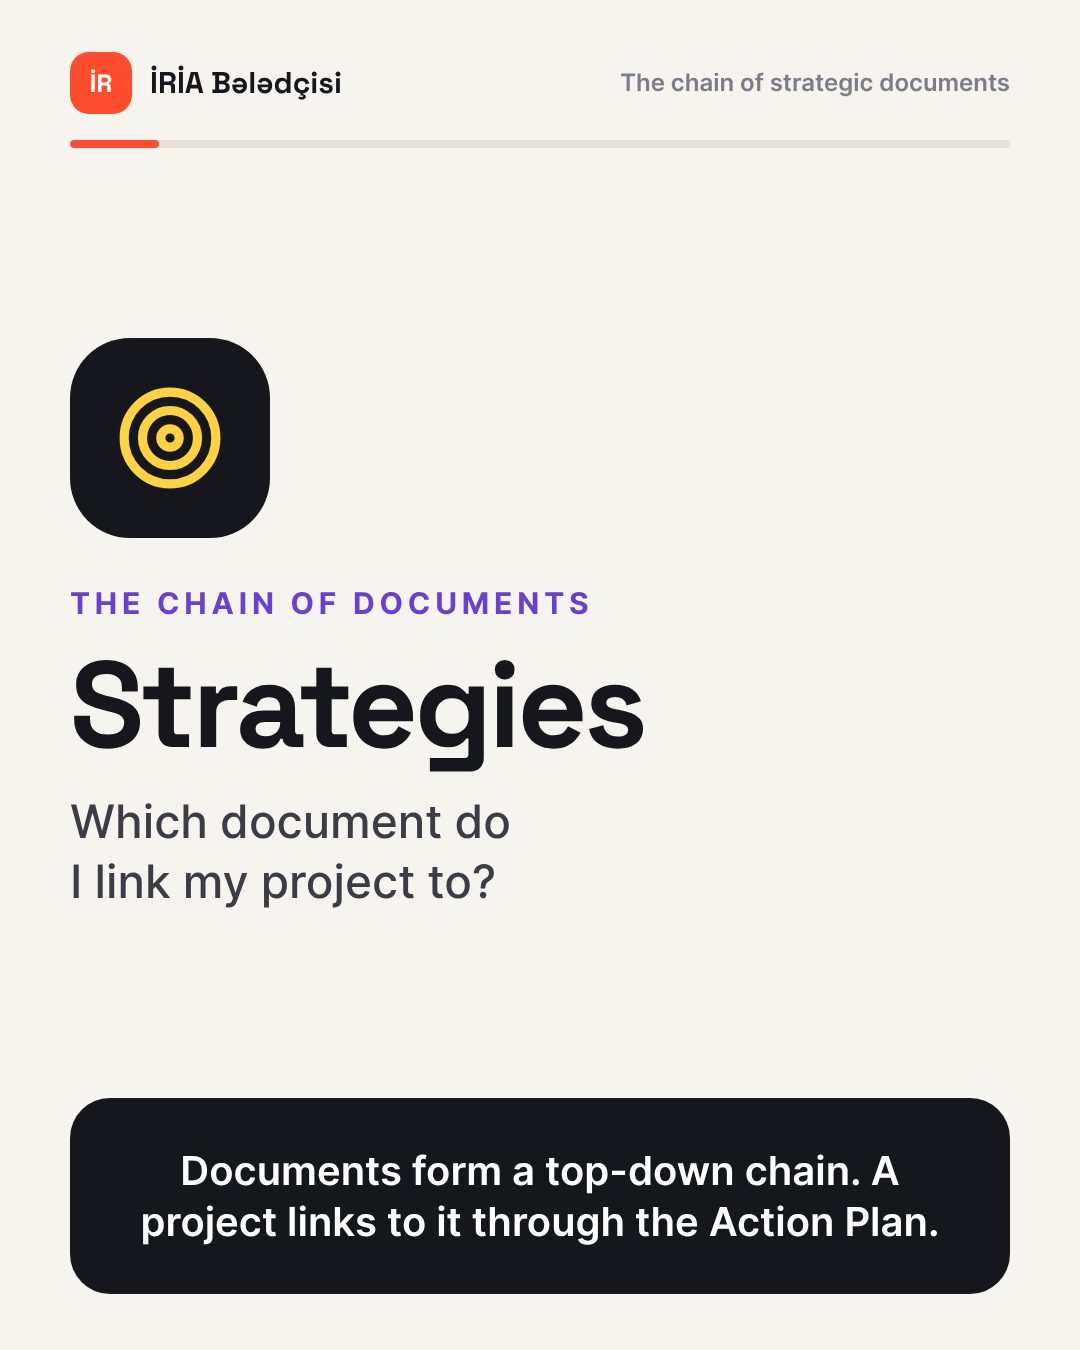 İR
İRİA Bələdçisi
The chain of strategic documents
THE CHAIN OF DOCUMENTS
Strategies
Which document do
I link my project to?
Documents form a top-down chain. A
project links to it through the Action Plan.